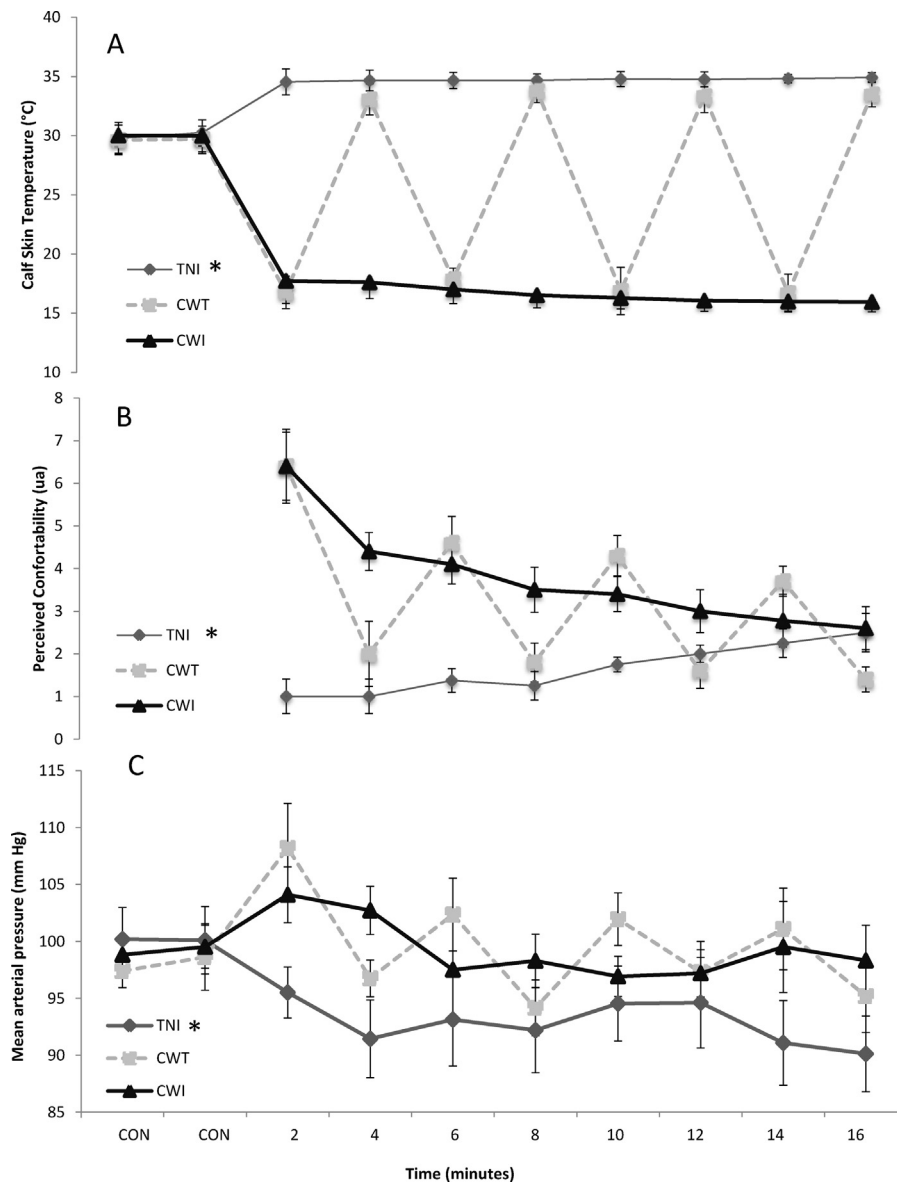 A
Calf Skin Temperature (°C)
40
35
30
25
20
15
10
TNI *
CWT
CWI
B
Perceived Confortability (ua)
8
7
6
5
4
3
2
1
0
TNI *
CWT
CWI
C
Mean arterial pressure (mm Hg)
115
110
105
100
95
90
85
TNI *
CWT
CWI
CON CON 2 4 6 8 10 12 14 16
Time (minutes)